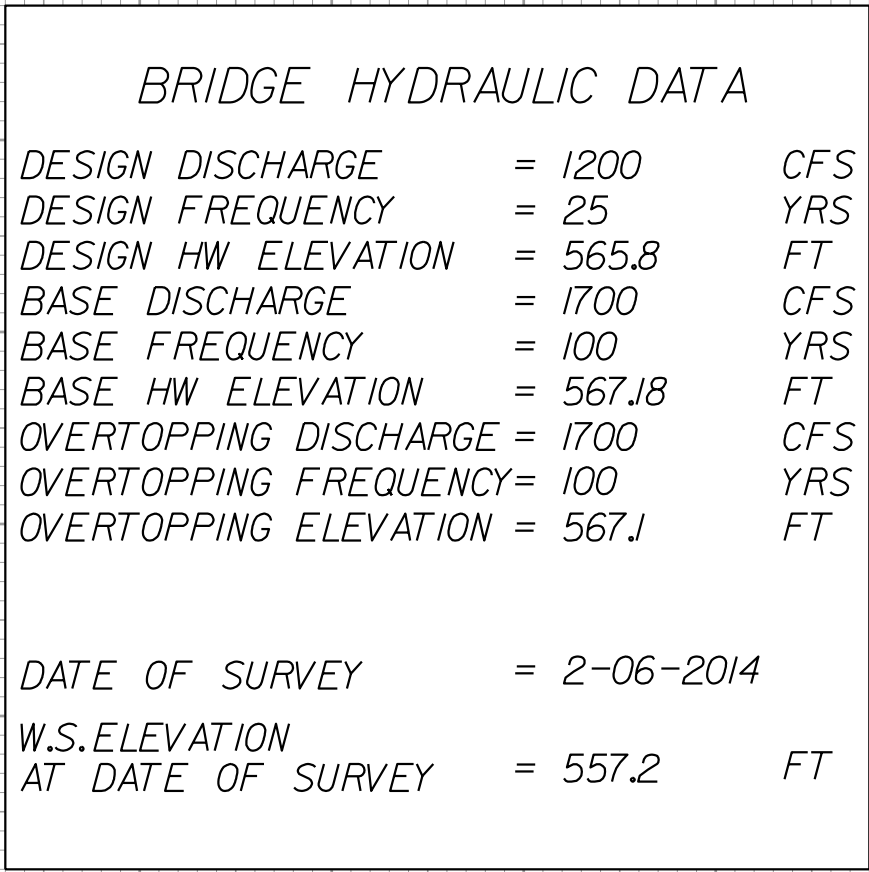 BRIDGE HYDRAULIC DATA
DESIGN DISCHARGE = 1200 CFS
DESIGN FREQUENCY = 25 YRS
DESIGN HW ELEVATION = 565.8 FT
BASE DISCHARGE = 1700 CFS
BASE FREQUENCY = 100 YRS
BASE HW ELEVATION = 567.18 FT
OVERTOPPING DISCHARGE = 1700 CFS
OVERTOPPING FREQUENCY= 100 YRS
OVERTOPPING ELEVATION = 567.1 FT
DATE OF SURVEY = 2-06-2014
W.S.ELEVATION
AT DATE OF SURVEY = 557.2 FT